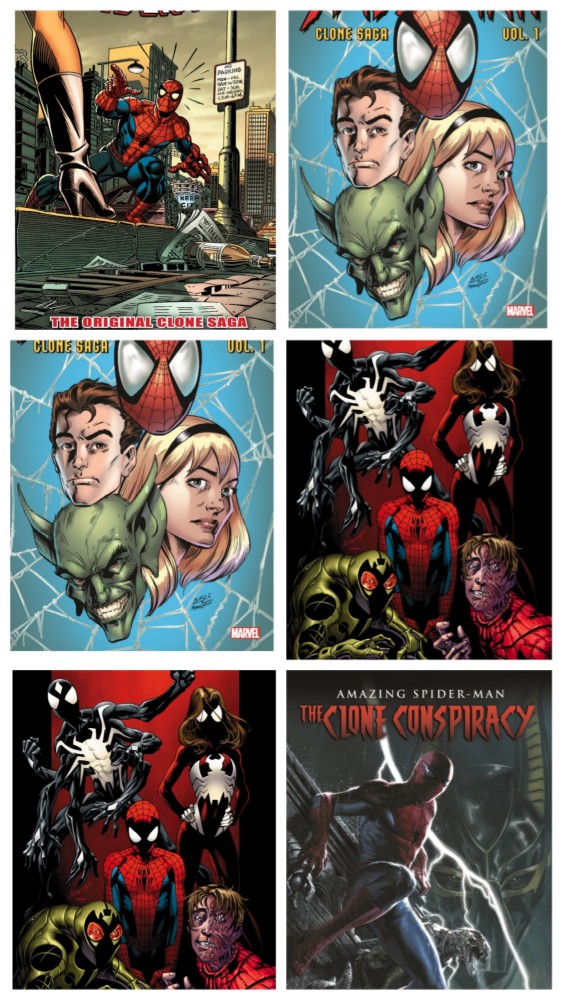 NO
PARKING
KEEP
THE ORIGINAL CLONE SAGA
CLONE SAGA VOL. 1
MARVEL
CLONE SAGA VOL. 1
MARVEL
AMAZING SPIDER-MAN
THE CLONE CONSPIRACY